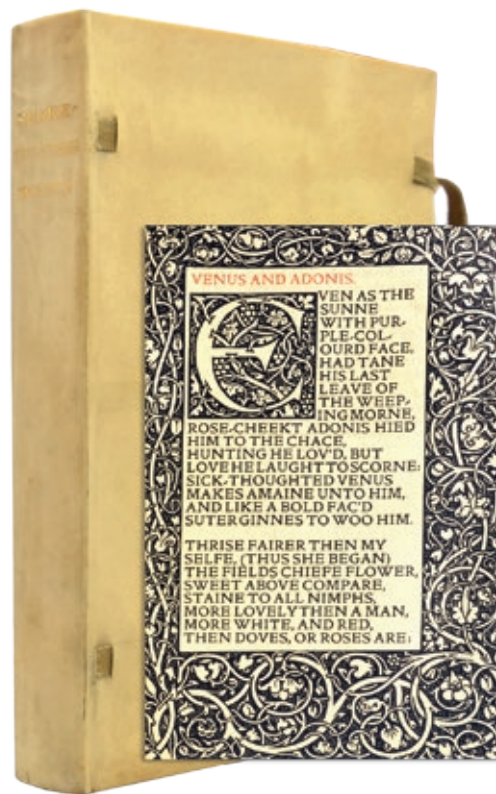 VENUS AND ADONIS.
EVEN AS THE
SUNNE
WITH PUR-
PLE-COL-
OURD FACE,
HAD TANE
HIS LAST
LEAVE OF
THE WEEP-
ING MORNE,
ROSE-CHEEKT ADONIS HIED
HIM TO THE CHACE,
HUNTING HE LOV'D, BUT
LOVE HE LAUGHT TO SCORNE:
SICK-THOUGHTED VENUS
MAKES AMAINE UNTO HIM,
AND LIKE A BOLD FAC'D
SUTER GINNES TO WOO HIM.
THRISE FAIRER THEN MY
SELFE, (THUS SHE BEGAN)
THE FIELDS CHIEFE FLOWER,
SWEET ABOVE COMPARE,
STAINE TO ALL NIMPHS,
MORE LOVELY THEN A MAN,
MORE WHITE, AND RED,
THEN DOVES, OR ROSES ARE: